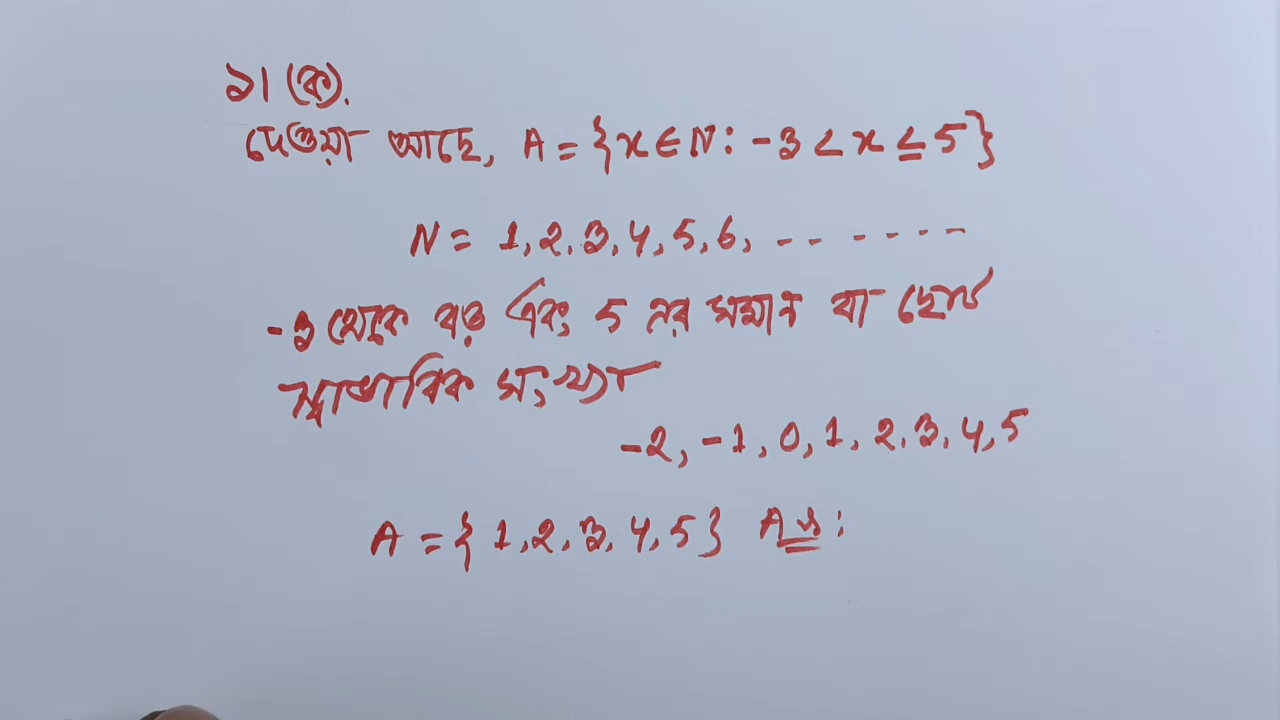 ১। (ক).
দেওয়া আছে, A = {x ∈ N : -3 < x ≤ 5}
N = 1, 2, 3, 4, 5, 6, - - - - - - -
-3 থেকে বড় এবং 5 এর সমান বা ছোট
স্বাভাবিক সংখ্যা
-2, -1, 0, 1, 2, 3, 4, 5
A = { 1, 2, 3, 4, 5 } Ans :